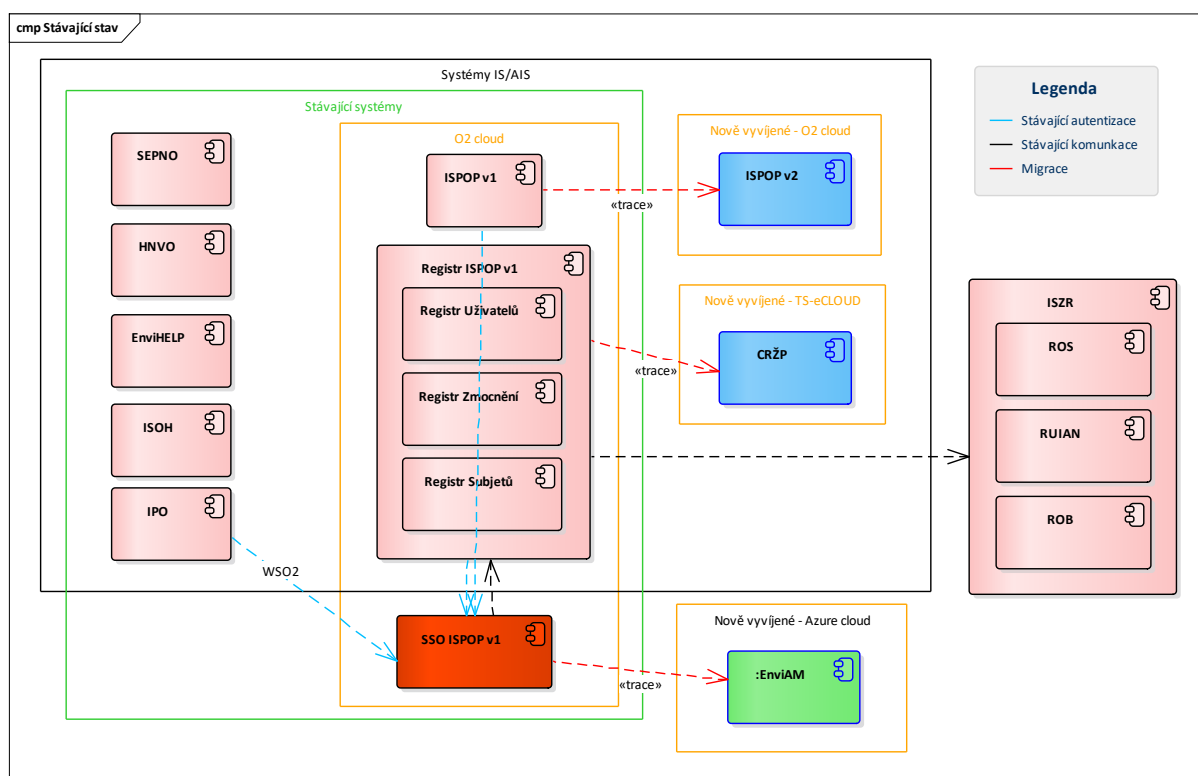 cmp Stávající stav
Systémy IS/AIS
Stávající systémy
O2 cloud
Nově vyvíjené - O2 cloud
Legenda
Stávající autentizace
Stávající komunkace
Migrace
SEPNO
ISPOP v1
ISPOP v2
«trace»
HNVO
Registr ISPOP v1
Registr Uživatelů
Nově vyvíjené - TS-eCLOUD
CRŽP
«trace»
ISZR
ROS
EnviHELP
Registr Zmocnění
RUIAN
ISOH
Registr Subjetů
ROB
IPO
WSO2
SSO ISPOP v1
«trace»
Nově vyvíjené - Azure cloud
:EnviAM